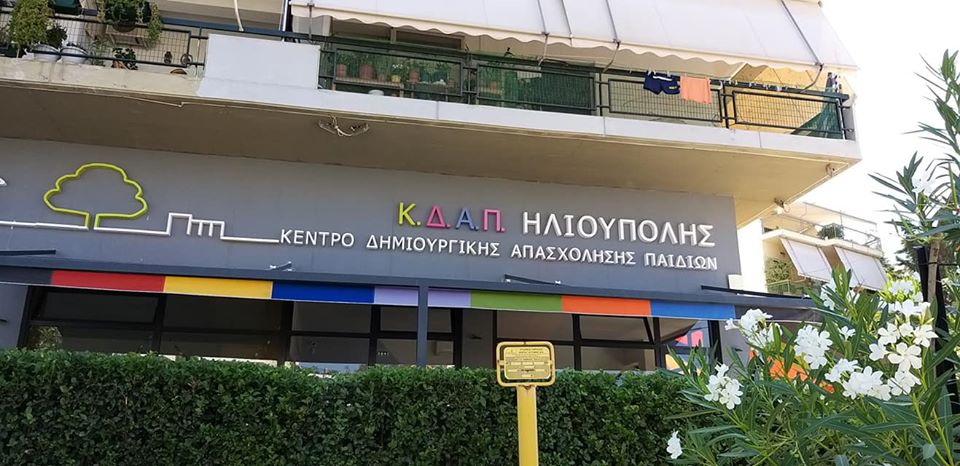 Κ.Δ.Α.Π. ΗΛΙΟΥΠΟΛΗΣ
ΚΕΝΤΡΟ ΔΗΜΙΟΥΡΓΙΚΗΣ ΑΠΑΣΧΟΛΗΣΗΣ ΠΑΙΔΙΩΝ